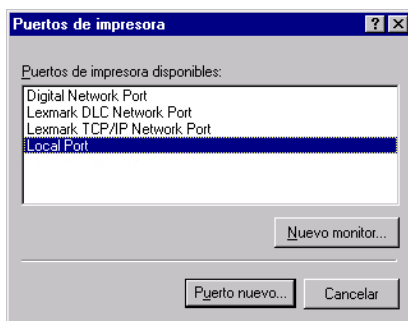 Puertos de impresora
Puertos de impresora disponibles:
Digital Network Port
Lexmark DLC Network Port
Lexmark TCP/IP Network Port
Local Port
Nuevo monitor...
Puerto nuevo...
Cancelar